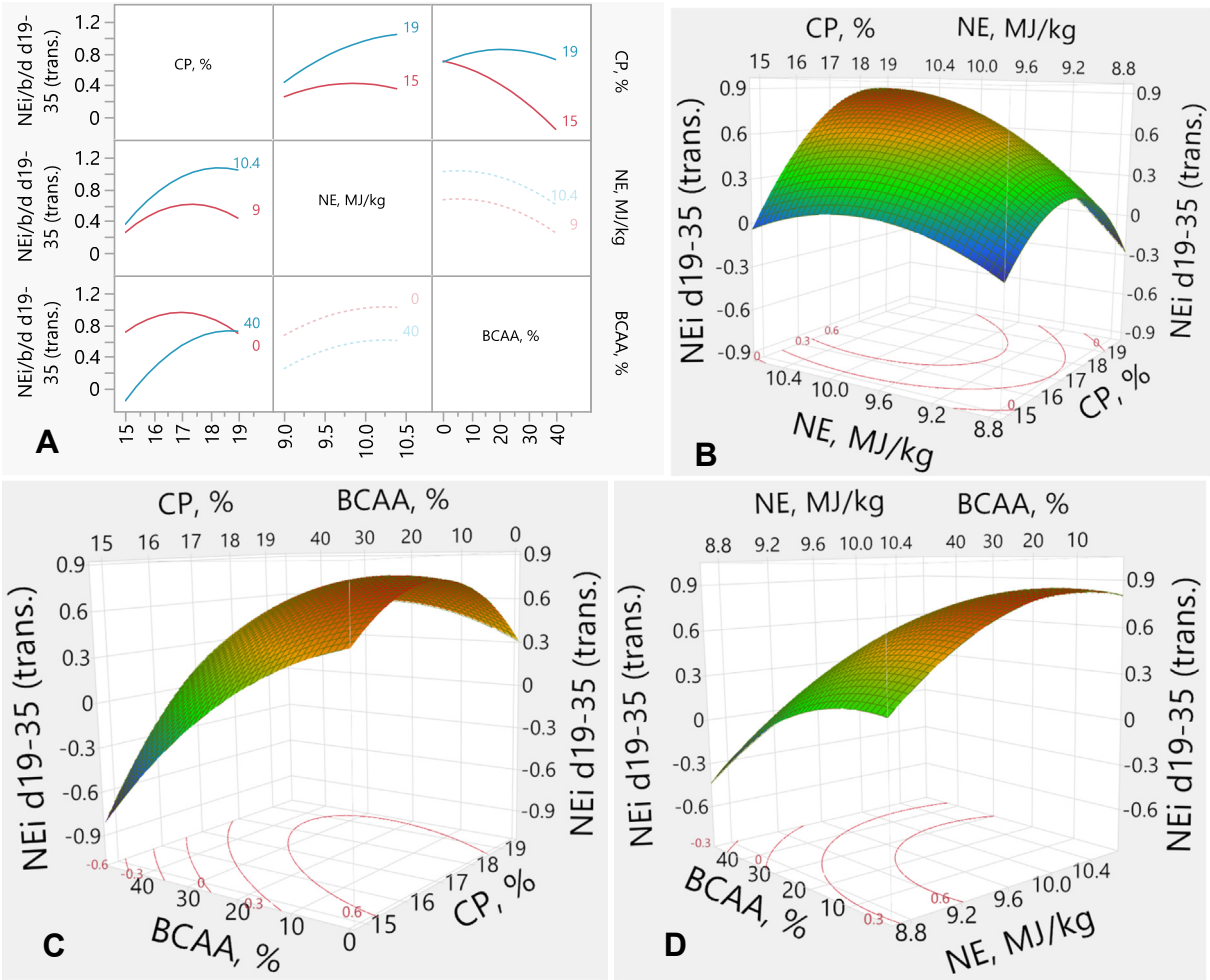 NEi/b/d d19-
35 (trans.)
1.2
0.8
0.4
0
CP, %
19
15
19
15
CP, %
NEi/b/d d19-
35 (trans.)
1.2
0.8
0.4
0
10.4
9
NE, MJ/kg
10.4
9
NE, MJ/kg
NEi/b/d d19-
35 (trans.)
1.2
0.8
0.4
0
40
0
0
40
BCAA, %
BCAA, %
15 16 17 18 19
9.0 9.5 10.0 10.5
0 10 20 30 40
A
CP, % NE, MJ/kg
15 16 17 18 19 10.4 10.0 9.6 9.2 8.8
NEi d19-35 (trans.)
0.9
0.6
0.3
0
-0.3
-0.6
-0.9
0.9
0.6
0.3
0
-0.3
-0.6
-0.9
NEi d19-35 (trans.)
0.6
0.3
0
0
0
10.4 10.0 9.6 9.2 8.8
15 16 17 18 19
NE, MJ/kg
CP, %
B
CP, % BCAA, %
15 16 17 18 19 40 30 20 10 0
NEi d19-35 (trans.)
0.9
0.6
0.3
0
-0.3
-0.6
-0.9
0.9
0.6
0.3
0
-0.3
-0.6
-0.9
NEi d19-35 (trans.)
-0.6 -0.3 0 0.3 0.6
40 30 20 10 0
15 16 17 18 19
BCAA, %
CP, %
C
NE, MJ/kg BCAA, %
8.8 9.2 9.6 10.0 10.4 40 30 20 10
NEi d19-35 (trans.)
0.9
0.6
0.3
0
-0.3
-0.6
0.9
0.6
0.3
0
-0.3
-0.6
NEi d19-35 (trans.)
-0.3 0 0.3 0.6
40 30 20 10
8.8 9.2 9.6 10.0 10.4
BCAA, %
NE, MJ/kg
D